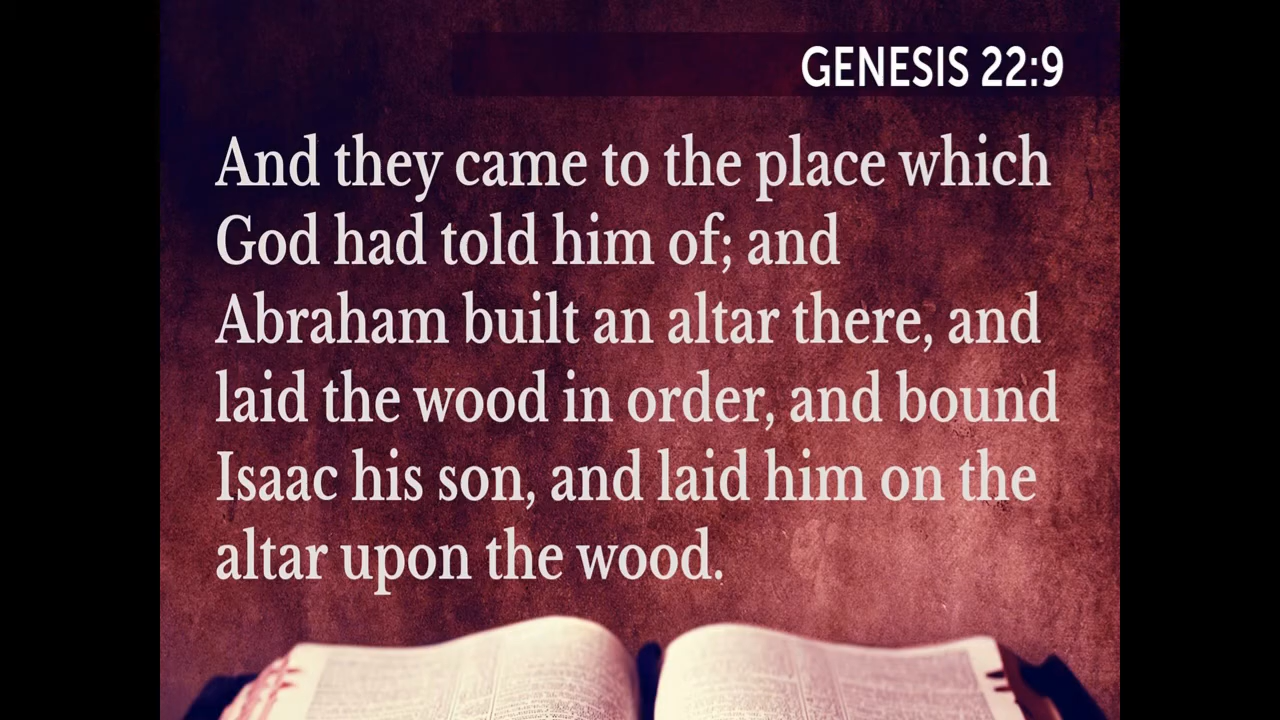 GENESIS 22:9
And they came to the place which
God had told him of; and
Abraham built an altar there, and
laid the wood in order, and bound
Isaac his son, and laid him on the
altar upon the wood.